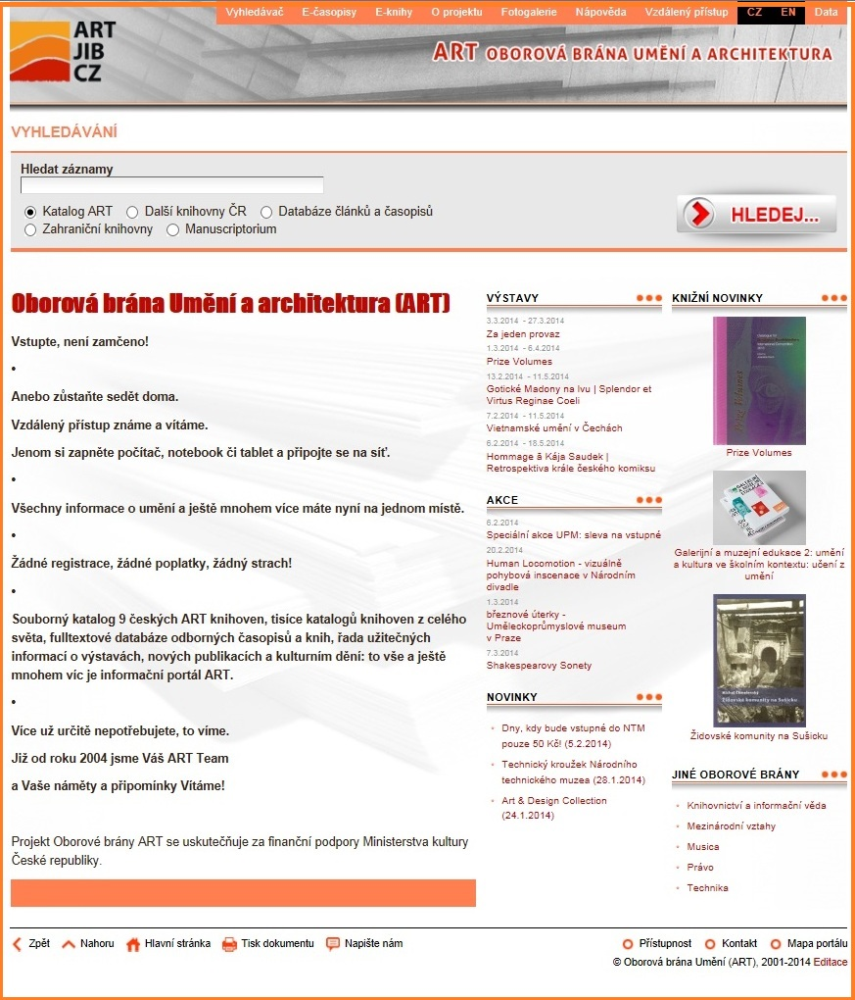 Vyhledávač E-časopisy E-knihy O projektu Fotogalerie Nápověda Vzdálený přístup CZ EN Data
ART
JIB
CZ
ART OBOROVÁ BRÁNA UMĚNÍ A ARCHITEKTURA
VYHLEDÁVÁNÍ
Hledat záznamy
Katalog ART Další knihovny ČR Databáze článků a časopisů
Zahraniční knihovny Manuscriptorium
HLEDEJ...
Oborová brána Umění a architektura (ART)
Vstupte, není zamčeno!
•
Anebo zůstaňte sedět doma.
Vzdálený přístup známe a vítáme.
Jenom si zapněte počítač, notebook či tablet a připojte se na síť.
•
Všechny informace o umění a ještě mnohem více máte nyní na jednom místě.
•
Žádné registrace, žádné poplatky, žádný strach!
•
Souborný katalog 9 českých ART knihoven, tisíce katalogů knihoven z celého
světa, fulltextové databáze odborných časopisů a knih, řada užitečných
informací o výstavách, nových publikacích a kulturním dění: to vše a ještě
mnohem víc je informační portál ART.
•
Více už určitě nepotřebujete, to víme.
Již od roku 2004 jsme Váš ART Team
a Vaše náměty a připomínky Vítáme!
Projekt Oborové brány ART se uskutečňuje za finanční podpory Ministerstva kultury
České republiky.
VÝSTAVY
3.3.2014 - 27.3.2014
Za jeden provaz
1.3.2014 - 6.4.2014
Prize Volumes
13.2.2014 - 11.5.2014
Gotické Madony na lvu | Splendor et
Virtus Reginae Coeli
7.2.2014 - 11.5.2014
Vietnamské umění v Čechách
6.2.2014 - 18.5.2014
Hommage ã Kája Saudek |
Retrospektiva krále českého komiksu
AKCE
6.2.2014
Speciální akce UPM: sleva na vstupné
20.2.2014
Human Locomotion - vizuálně
pohybová inscenace v Národním
divadle
1.3.2014
březnové úterky -
Uměleckoprůmyslové museum
v Praze
7.3.2014
Shakespearovy Sonety
NOVINKY
Dny, kdy bude vstupné do NTM
pouze 50 Kč! (5.2.2014)
Technický kroužek Národního
technického muzea (28.1.2014)
Art & Design Collection
(24.1.2014)
KNIŽNÍ NOVINKY
Prize Volumes
Galerijní a muzejní edukace 2: umění
a kultura ve školním kontextu: učení z
umění
Židovské komunity na Sušicku
Židovské komunity na Sušicku
JINÉ OBOROVÉ BRÁNY
Knihovnictví a informační věda
Mezinárodní vztahy
Musica
Právo
Technika
Zpět Nahoru Hlavní stránka Tisk dokumentu Napište nám
Přístupnost Kontakt Mapa portálu
© Oborová brána Umění (ART), 2001-2014 Editace